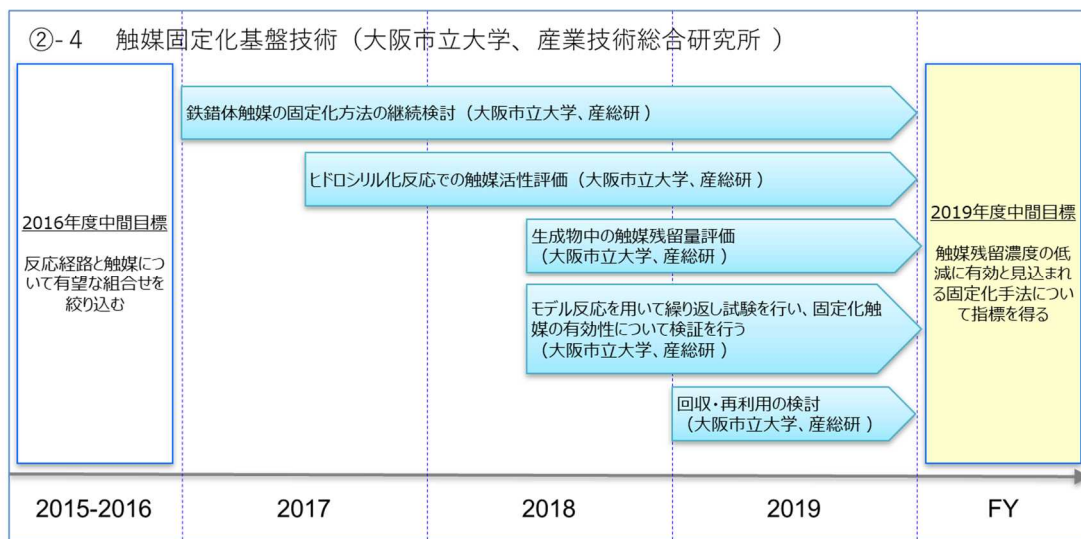 ②-４　触媒固定化基盤技術（大阪市立大学、産業技術総合研究所 ）
鉄錯体触媒の固定化方法の継続検討（大阪市立大学、産総研 ）
ヒドロシリル化反応での触媒活性評価（大阪市立大学、産総研 ）
2016年度中間目標
反応経路と触媒につ
いて有望な組合せを
絞り込む
生成物中の触媒残留量評価
（大阪市立大学、産総研 ）
モデル反応を用いて繰り返し試験を行い、固定化触
媒の有効性について検証を行う
（大阪市立大学、産総研 ）
回収・再利用の検討
（大阪市立大学、産総研 ）
2019年度中間目標
触媒残留濃度の低
減に有効と見込まれ
る固定化手法につい
て指標を得る
2015-2016 2017 2018 2019 FY